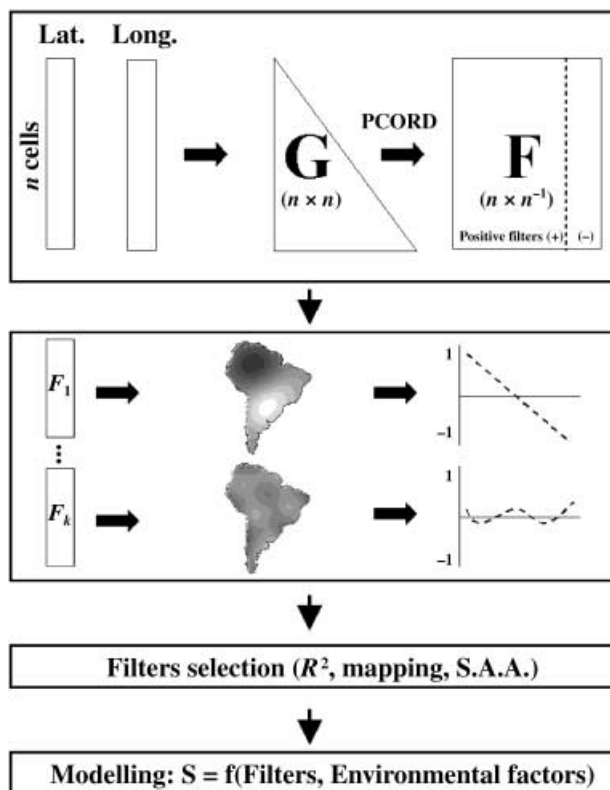 Lat. Long.
n cells
G
(n × n)
PCORD
F
(n × n⁻¹)
Positive filters (+) (−)
F₁
1
−1
Fₖ
1
−1
Filters selection (R², mapping, S.A.A.)
Modelling: S = f(Filters, Environmental factors)